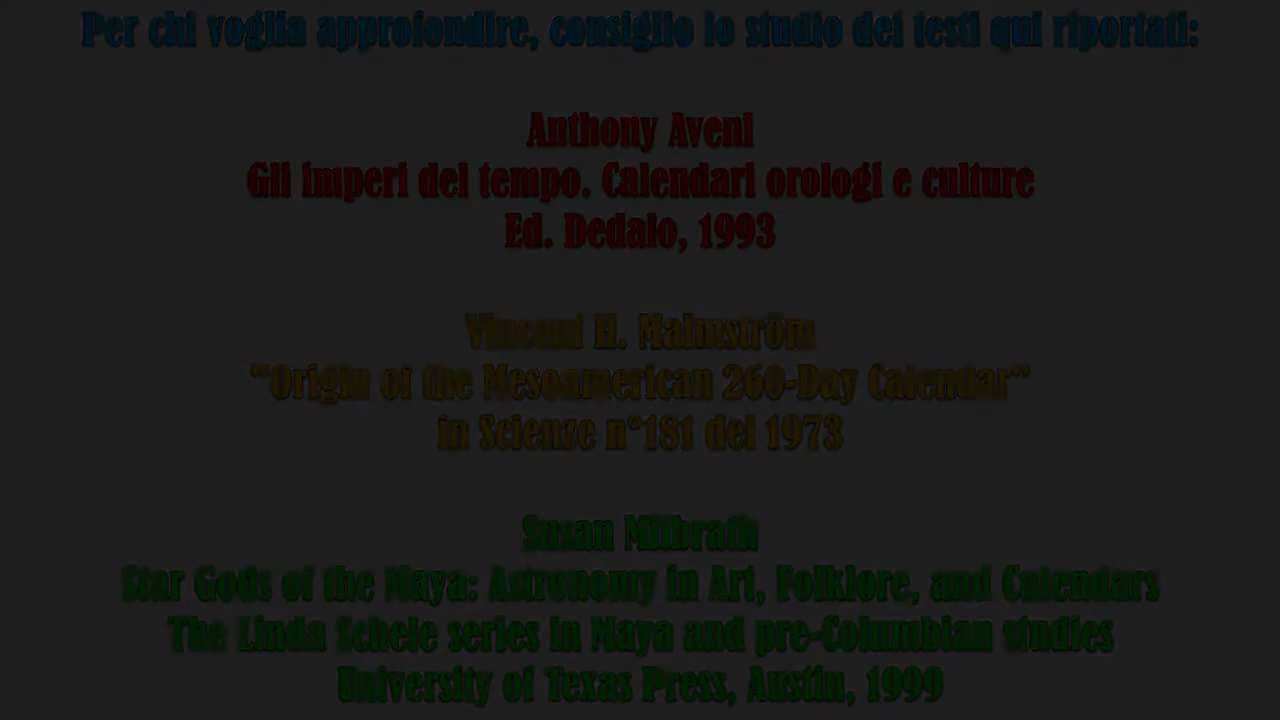 Per chi voglia approfondire, consiglio lo studio dei testi qui riportati:
Anthony Aveni
Gli imperi del tempo. Calendari orologi e culture
Ed. Dedalo, 1993
Vincent H. Malmström
"Origin of the Mesoamerican 260-Day Calendar"
in Scienze n°181 del 1973
Susan Milbrath
Star Gods of the Maya: Astronomy in Art, Folklore, and Calendars
The Linda Schele series in Maya and pre-Columbian studies
University of Texas Press, Austin, 1999